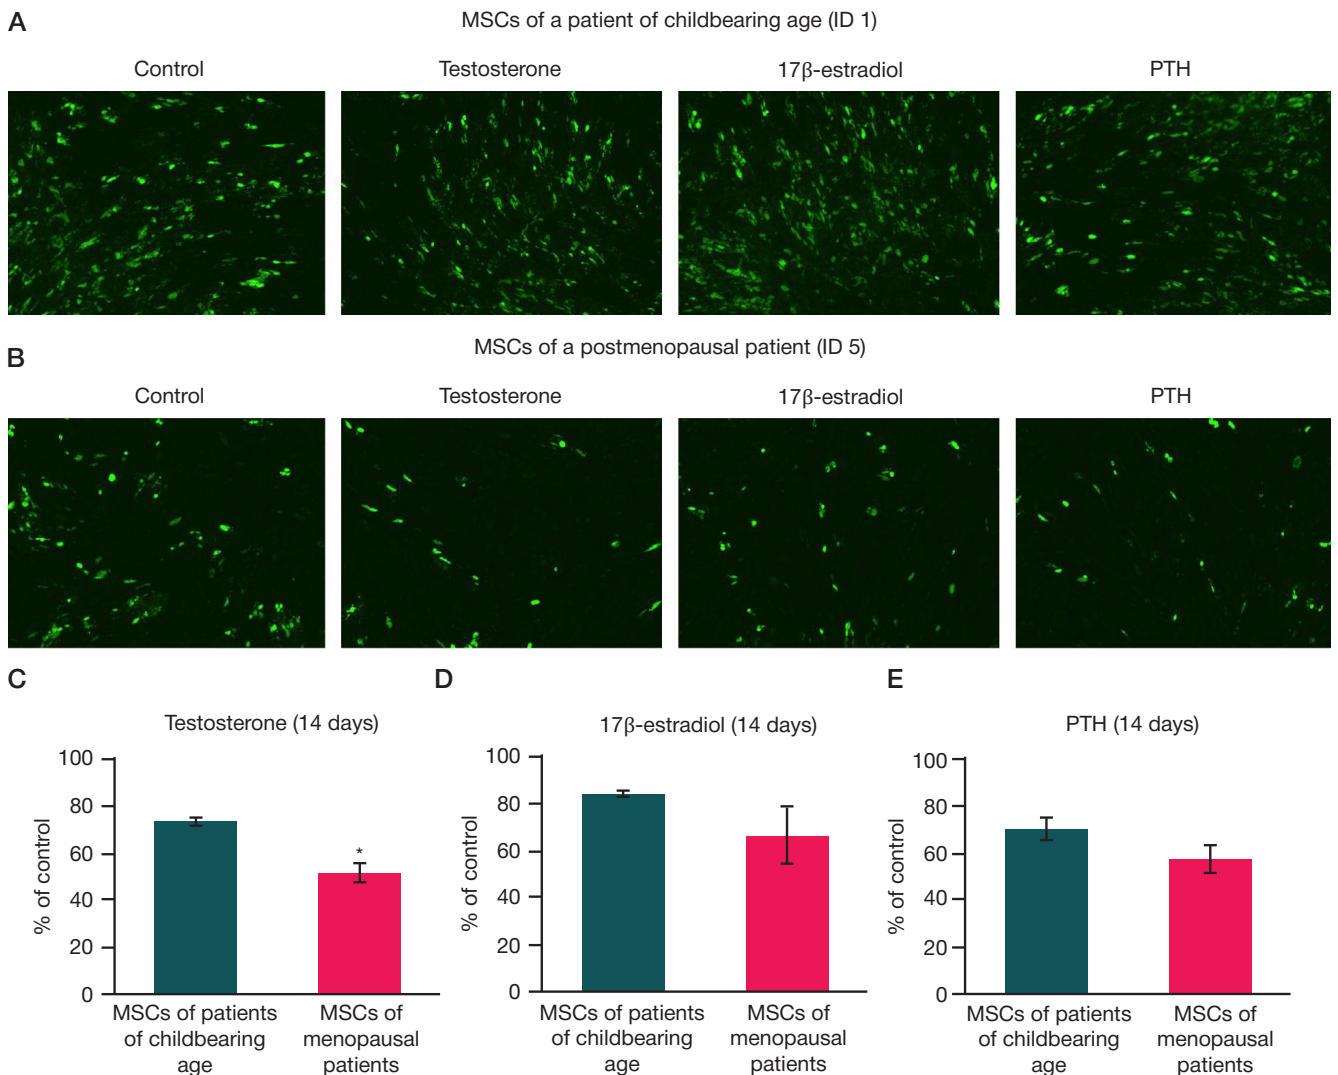 A
MSCs of a patient of childbearing age (ID 1)
Control
Testosterone
17β-estradiol
PTH
B
MSCs of a postmenopausal patient (ID 5)
Control
Testosterone
17β-estradiol
PTH
C
Testosterone (14 days)
% of control
100
80
60
40
20
0
*
MSCs of patients
of childbearing
age
MSCs of
menopausal
patients
D
17β-estradiol (14 days)
% of control
100
80
60
40
20
0
MSCs of patients
of childbearing
age
MSCs of
menopausal
patients
E
PTH (14 days)
% of control
100
80
60
40
20
0
MSCs of patients
of childbearing
age
MSCs of
menopausal
patients